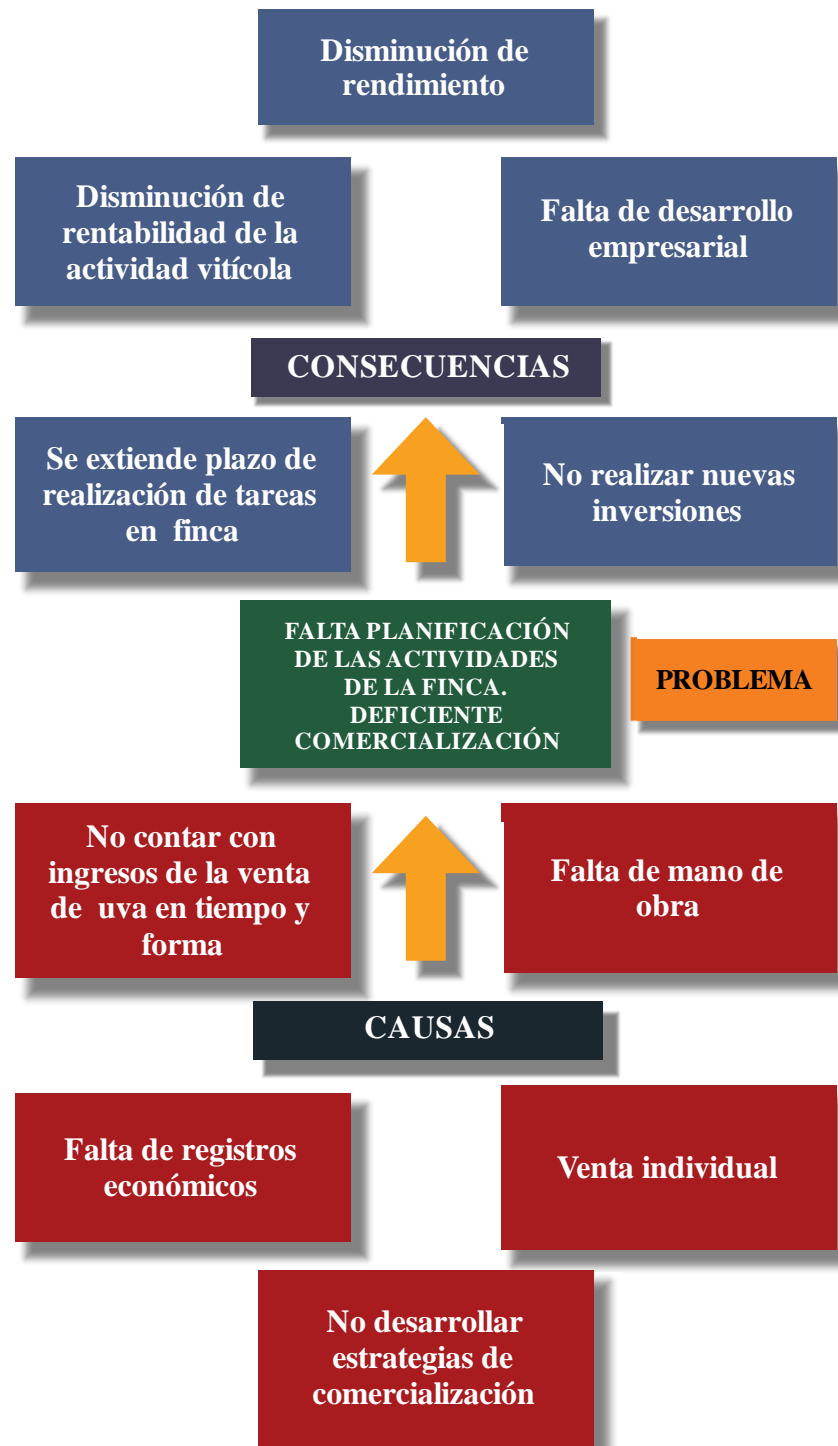 Disminución de
rendimiento
Disminución de
rentabilidad de la
actividad vitícola
Falta de desarrollo
empresarial
CONSECUENCIAS
Se extiende plazo de
realización de tareas
en finca
No realizar nuevas
inversiones
FALTA PLANIFICACIÓN
DE LAS ACTIVIDADES
DE LA FINCA.
DEFICIENTE
COMERCIALIZACIÓN
PROBLEMA
No contar con
ingresos de la venta
de uva en tiempo y
forma
Falta de mano de
obra
CAUSAS
Falta de registros
económicos
Venta individual
No desarrollar
estrategias de
comercialización